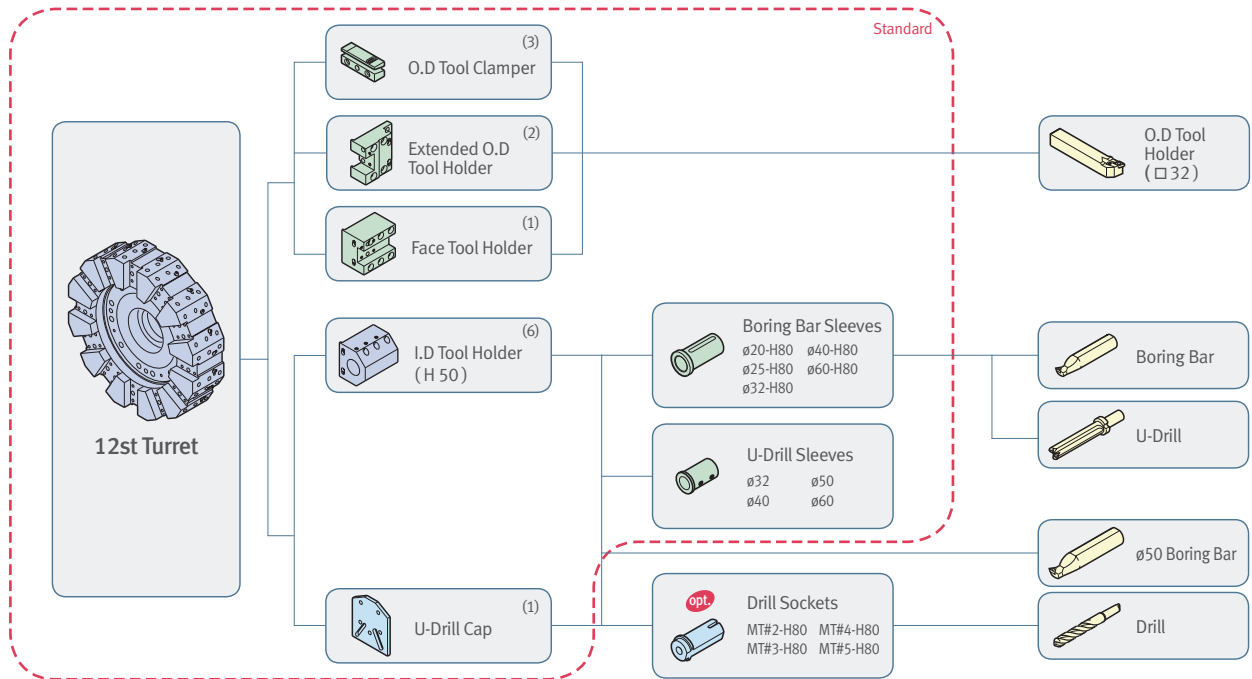 Standard
(3)
O.D Tool Clamper
(2)
Extended O.D
Tool Holder
(1)
Face Tool Holder
O.D Tool
Holder
(□32)
12st Turret
(6)
I.D Tool Holder
(H 50)
Boring Bar Sleeves
ø20-H80 ø40-H80
ø25-H80 ø60-H80
ø32-H80
Boring Bar
U-Drill
U-Drill Sleeves
ø32 ø50
ø40 ø60
ø50 Boring Bar
(1)
U-Drill Cap
opt.
Drill Sockets
MT#2-H80 MT#4-H80
MT#3-H80 MT#5-H80
Drill